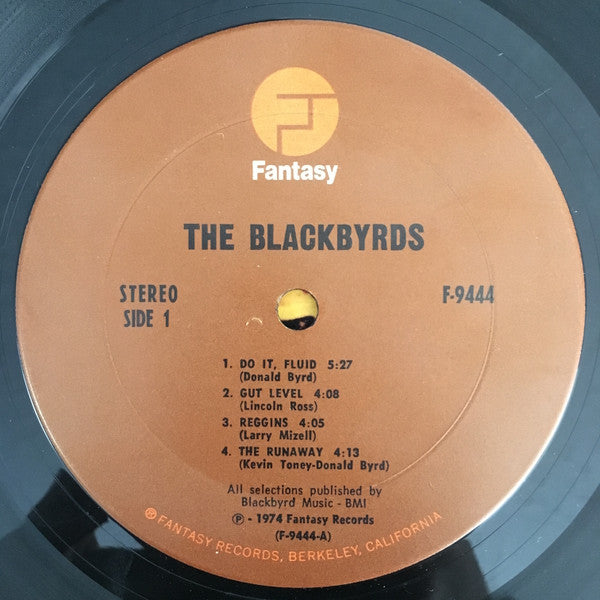 Fantasy
THE BLACKBYRDS
STEREO
SIDE 1
F-9444
1. DO IT, FLUID 5:27
(Donald Byrd)
2. GUT LEVEL 4:08
(Lincoln Ross)
3. REGGINS 4:05
(Larry Mizell)
4. THE RUNAWAY 4:13
(Kevin Toney-Donald Byrd)
All selections published by
Blackbyrd Music - BMI
℗ - 1974 Fantasy Records
(F-9444-A)
® FANTASY RECORDS, BERKELEY, CALIFORNIA